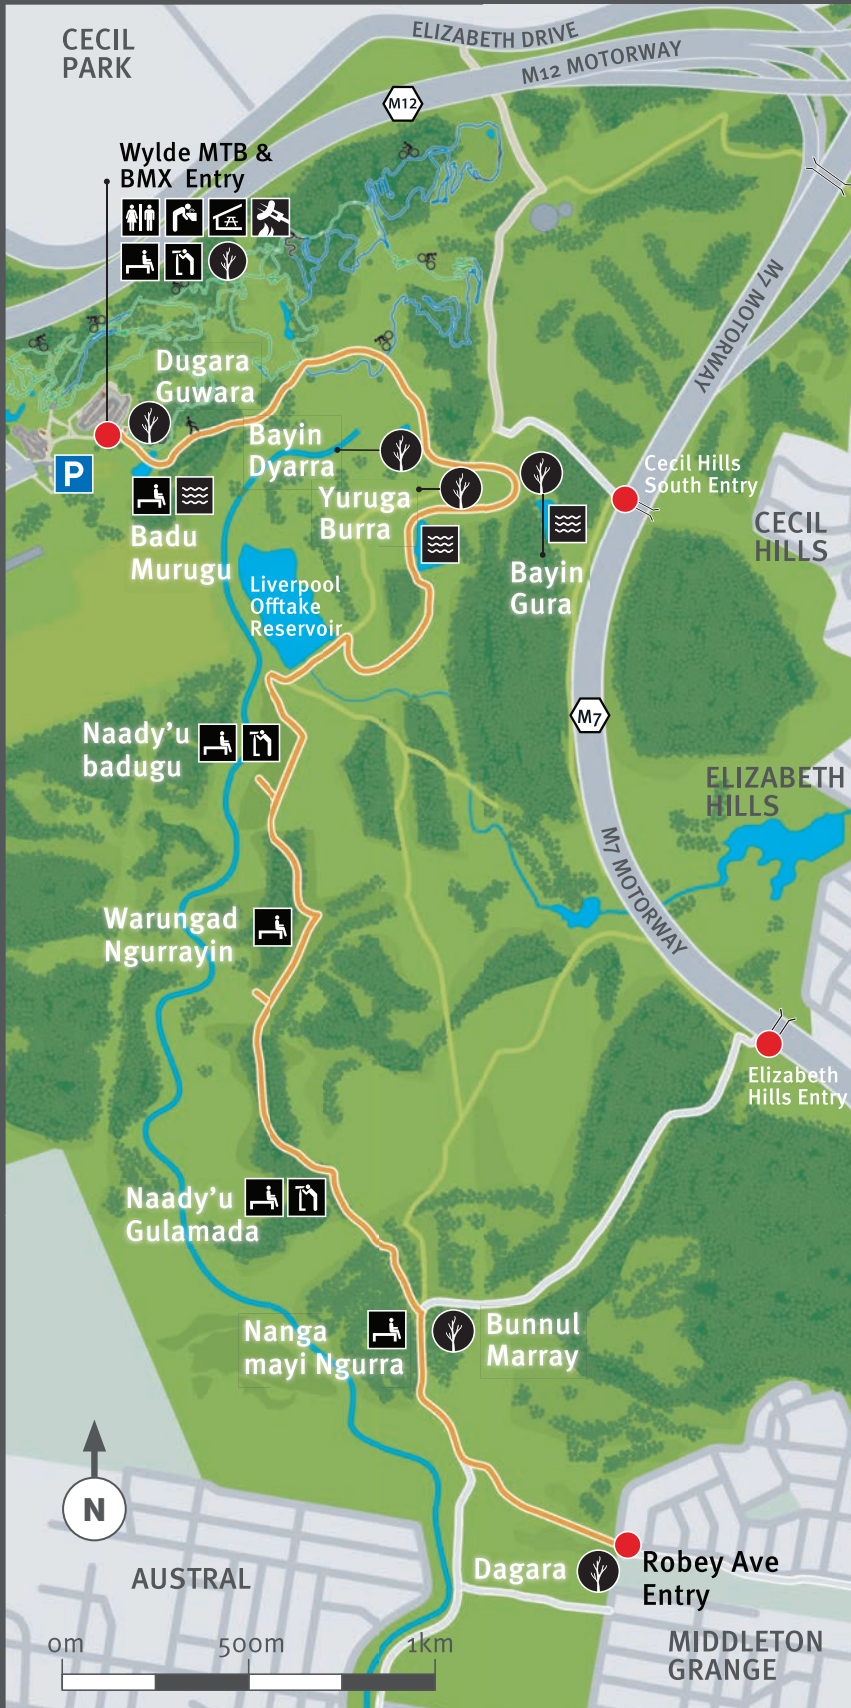 CECIL
PARK
ELIZABETH DRIVE
M12 MOTORWAY
M12
Wylde MTB &
BMX Entry
M7 MOTORWAY
Dugara
Guwara
Bayin
Dyarra
P
Yuruga
Burra
Cecil Hills
South Entry
CECIL
HILLS
Badu
Murugu
Bayin
Gura
Liverpool
Offtake
Reservoir
M7
Naady’u
badugu
ELIZABETH
HILLS
M7 MOTORWAY
Warungad
Ngurrayin
Elizabeth
Hills Entry
Naady’u
Gulamada
Nanga
mayi Ngurra
Bunnul
Marray
N
Dagara
Robey Ave
Entry
AUSTRAL
MIDDLETON
GRANGE
0m
500m
1km